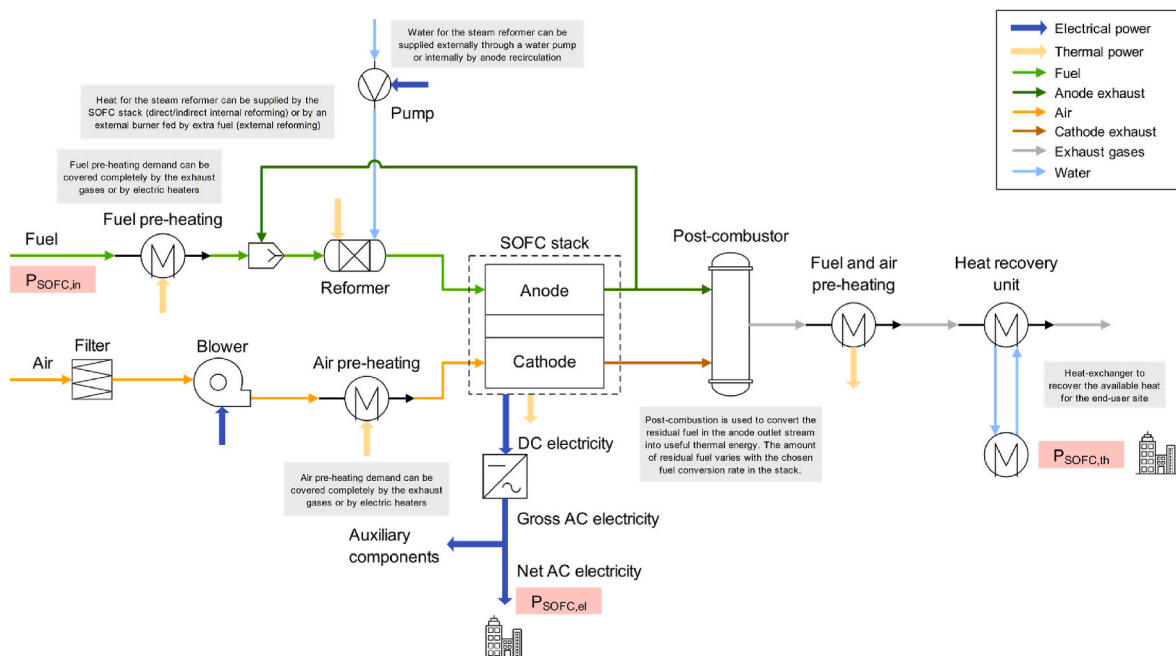 Water for the steam reformer can be
supplied externally through a water pump
or internally by anode recirculation
Electrical power
Thermal power
Fuel
Anode exhaust
Air
Cathode exhaust
Exhaust gases
Water
Heat for the steam reformer can be supplied by the
SOFC stack (direct/indirect internal reforming) or by an
external burner fed by extra fuel (external reforming)
Pump
Fuel pre-heating demand can be
covered completely by the exhaust
gases or by electric heaters
Fuel pre-heating
Fuel
P_SOFC,in
Reformer
SOFC stack
Anode
Cathode
Post-combustor
Fuel and air
pre-heating
Heat recovery
unit
Air
Filter
Blower
Air pre-heating
Heat-exchanger to
recover the available heat
for the end-user site
Post-combustion is used to convert the
residual fuel in the anode outlet stream
into useful thermal energy. The amount
of residual fuel varies with the chosen
fuel conversion rate in the stack.
P_SOFC,th
Air pre-heating demand can be
covered completely by the exhaust
gases or by electric heaters
DC electricity
Gross AC electricity
Auxiliary
components
Net AC electricity
P_SOFC,el